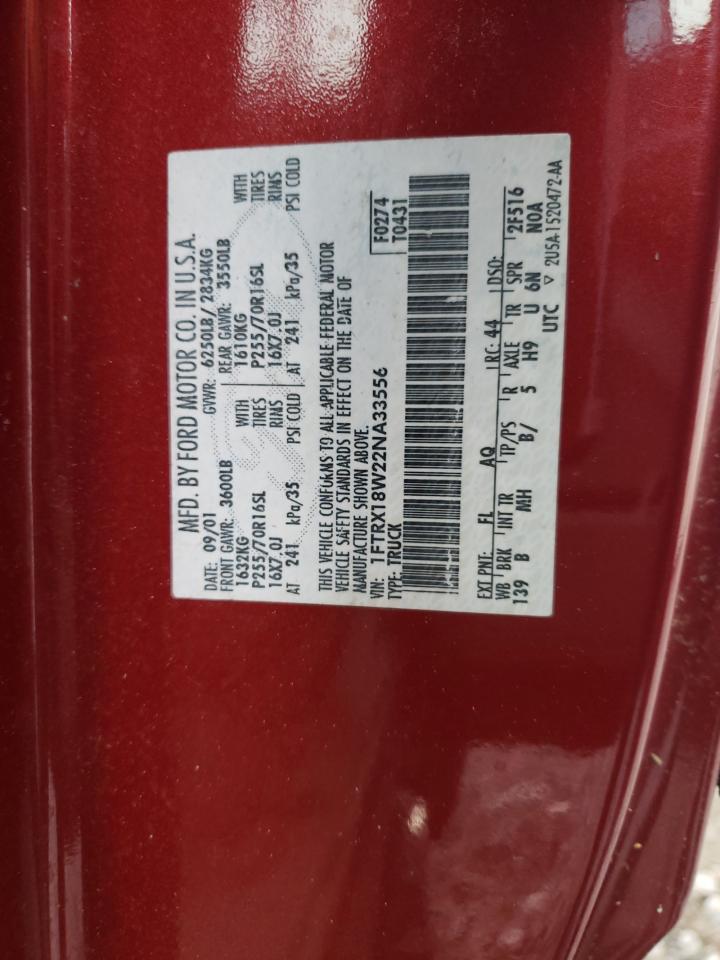 MFD. BY FORD MOTOR CO. IN U.S.A.
DATE: 09/01 GVWR: 6250LB/ 2834KG
FRONT GAWR: 3600LB REAR GAWR: 3550LB
1632KG WITH 1610KG WITH
P255/70R16SL TIRES P255/70R16SL TIRES
16X7.0J RIMS 16X7.0J RIMS
AT 241 kPa/35 PSI COLD AT 241 kPa/35 PSI COLD
THIS VEHICLE CONFORMS TO ALL APPLICABLE FEDERAL MOTOR
VEHICLE SAFETY STANDARDS IN EFFECT ON THE DATE OF
MANUFACTURE SHOWN ABOVE.
VIN: 1FTRX18W22NA33556 F0274
TYPE: TRUCK T0431
EXT PNT: FL AQ RC: 44 DSO:
WB BRK INT TR TP/PS R AXLE TR SPR 2F516
139 B MH B/ 5 H9 U 6N N0A
UTC ▽ 2U5A 1520472-AA